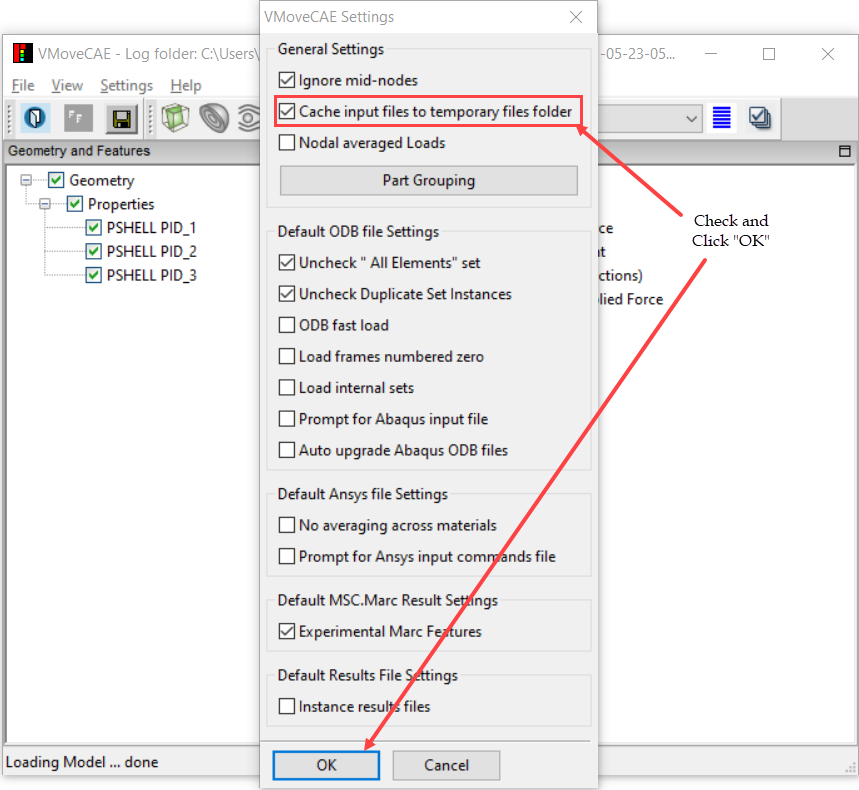 VMoveCAE Settings
VMoveCAE - Log folder: C:\Users\
-05-23-05...
File View Settings Help
FF
Geometry and Features
Geometry
Properties
PSHELL PID_1
PSHELL PID_2
PSHELL PID_3
General Settings
Ignore mid-nodes
Cache input files to temporary files folder
Nodal averaged Loads
Part Grouping
Default ODB file Settings
Uncheck " All Elements" set
Uncheck Duplicate Set Instances
ODB fast load
Load frames numbered zero
Load internal sets
Prompt for Abaqus input file
Auto upgrade Abaqus ODB files
Default Ansys file Settings
No averaging across materials
Prompt for Ansys input commands file
Default MSC.Marc Result Settings
Experimental Marc Features
Default Results File Settings
Instance results files
OK Cancel
Check and
Click "OK"
ce
nt
ctions)
lied Force
Loading Model ... done